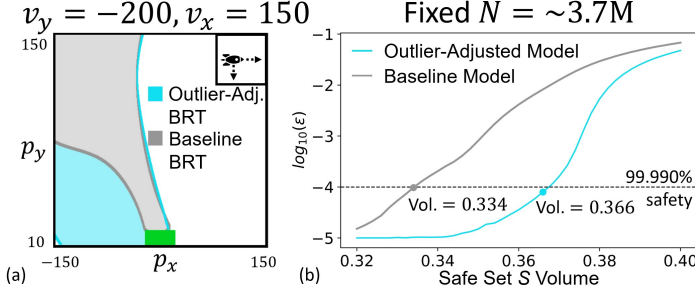 v_y = −200, v_x = 150
150
Outlier-Adj.
BRT
Baseline
BRT
p_y
10
−150
p_x
150
(a)
Fixed N = ~3.7M
−1
−2
−3
−4
−5
log₁₀(ε)
Outlier-Adjusted Model
Baseline Model
99.990%
safety
Vol. = 0.334
Vol. = 0.366
0.32
0.34
0.36
0.38
0.40
Safe Set S Volume
(b)